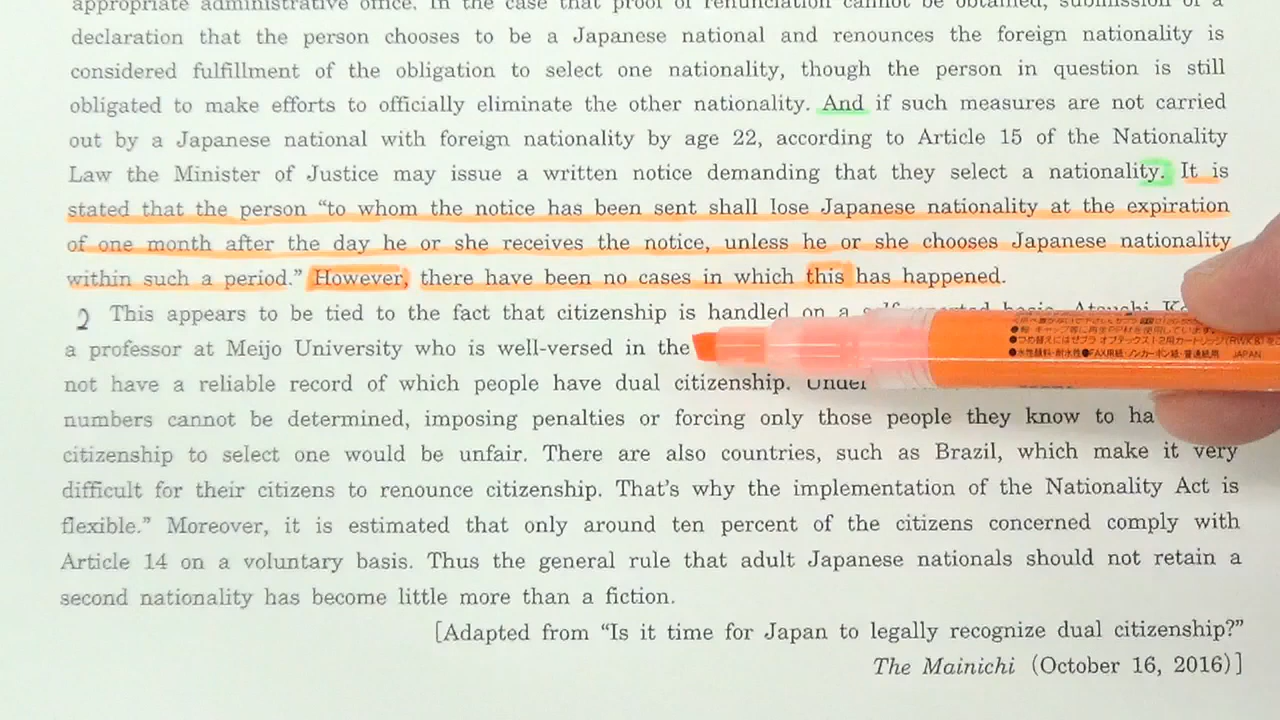 appropriate administrative office. In the case that proof of renunciation cannot be obtained, submission of a
declaration that the person chooses to be a Japanese national and renounces the foreign nationality is
considered fulfillment of the obligation to select one nationality, though the person in question is still
obligated to make efforts to officially eliminate the other nationality. And if such measures are not carried
out by a Japanese national with foreign nationality by age 22, according to Article 15 of the Nationality
Law the Minister of Justice may issue a written notice demanding that they select a nationality. It is
stated that the person “to whom the notice has been sent shall lose Japanese nationality at the expiration
of one month after the day he or she receives the notice, unless he or she chooses Japanese nationality
within such a period.” However, there have been no cases in which this has happened.
2 This appears to be tied to the fact that citizenship is handled on a
a professor at Meijo University who is well-versed in the
not have a reliable record of which people have dual citizenship. Under
numbers cannot be determined, imposing penalties or forcing only those people they know to
citizenship to select one would be unfair. There are also countries, such as Brazil, which make it very
difficult for their citizens to renounce citizenship. That’s why the implementation of the Nationality Act is
flexible.” Moreover, it is estimated that only around ten percent of the citizens concerned comply with
Article 14 on a voluntary basis. Thus the general rule that adult Japanese nationals should not retain a
second nationality has become little more than a fiction.
[Adapted from “Is it time for Japan to legally recognize dual citizenship?”
The Mainichi (October 16, 2016)]
JAPAN